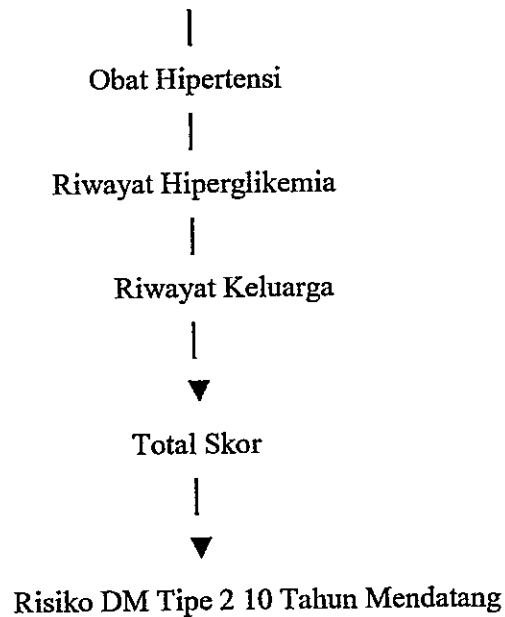 Obat Hipertensi
Riwayat Hiperglikemia
Riwayat Keluarga
Total Skor
Risiko DM Tipe 2 10 Tahun Mendatang